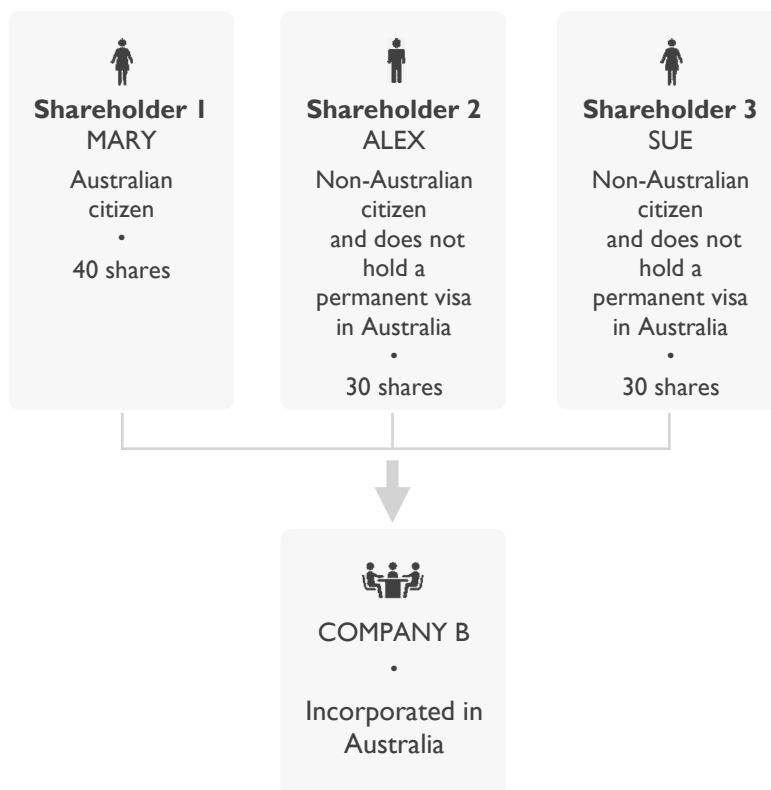 Shareholder 1
MARY
Australian
citizen
•
40 shares
Shareholder 2
ALEX
Non-Australian
citizen
and does not
hold a
permanent visa
in Australia
•
30 shares
Shareholder 3
SUE
Non-Australian
citizen
and does not
hold a
permanent visa
in Australia
•
30 shares
COMPANY B
•
Incorporated in
Australia